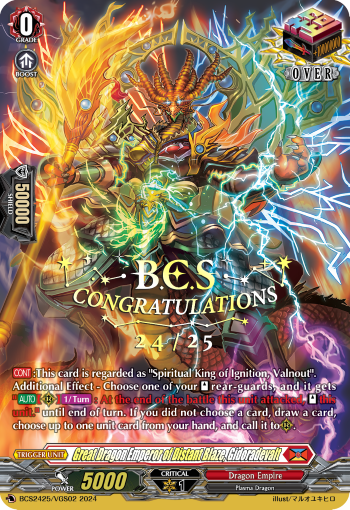 0
GRADE
BOOST
OVER
50000
SHIELD
B.C.S
CONGRATULATIONS
24/25
CONT:This card is regarded as "Spiritual King of Ignition, Valnout".
Additional Effect - Choose one of your rear-guards, and it gets
"AUTO 1/Turn: At the end of the battle this unit attacked, this
unit." until end of turn. If you did not choose a card, draw a card,
choose up to one unit card from your hand, and call it to
TRIGGER UNIT
Great Dragon Emperor of Distant Blaze, Gidoradevalt
POWER 5000
CRITICAL
1
Dragon Empire
Plasma Dragon
BCS2425/VGS02 2024
illust/マルオユキヒロ